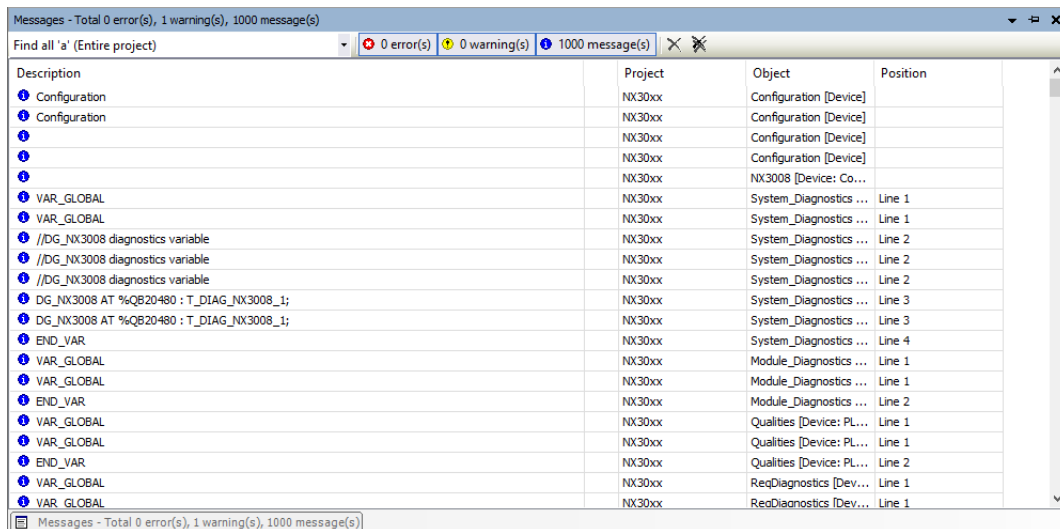 Messages - Total 0 error(s), 1 warning(s), 1000 message(s)
Find all 'a' (Entire project) 0 error(s) 0 warning(s) 1000 message(s)
Description Project Object Position
Configuration NX30xx Configuration [Device]
Configuration NX30xx Configuration [Device]
NX30xx Configuration [Device]
NX30xx Configuration [Device]
NX30xx NX3008 [Device: Co...
VAR_GLOBAL NX30xx System_Diagnostics ... Line 1
VAR_GLOBAL NX30xx System_Diagnostics ... Line 1
//DG_NX3008 diagnostics variable NX30xx System_Diagnostics ... Line 2
//DG_NX3008 diagnostics variable NX30xx System_Diagnostics ... Line 2
//DG_NX3008 diagnostics variable NX30xx System_Diagnostics ... Line 2
DG_NX3008 AT %QB20480 : T_DIAG_NX3008_1; NX30xx System_Diagnostics ... Line 3
DG_NX3008 AT %QB20480 : T_DIAG_NX3008_1; NX30xx System_Diagnostics ... Line 3
END_VAR NX30xx System_Diagnostics ... Line 4
VAR_GLOBAL NX30xx Module_Diagnostics ... Line 1
VAR_GLOBAL NX30xx Module_Diagnostics ... Line 1
END_VAR NX30xx Module_Diagnostics ... Line 2
VAR_GLOBAL NX30xx Qualities [Device: PL... Line 1
VAR_GLOBAL NX30xx Qualities [Device: PL... Line 1
END_VAR NX30xx Qualities [Device: PL... Line 2
VAR_GLOBAL NX30xx ReqDiagnostics [Dev... Line 1
VAR_GLOBAL NX30xx ReqDiagnostics [Dev... Line 1
Messages - Total 0 error(s), 1 warning(s), 1000 message(s)